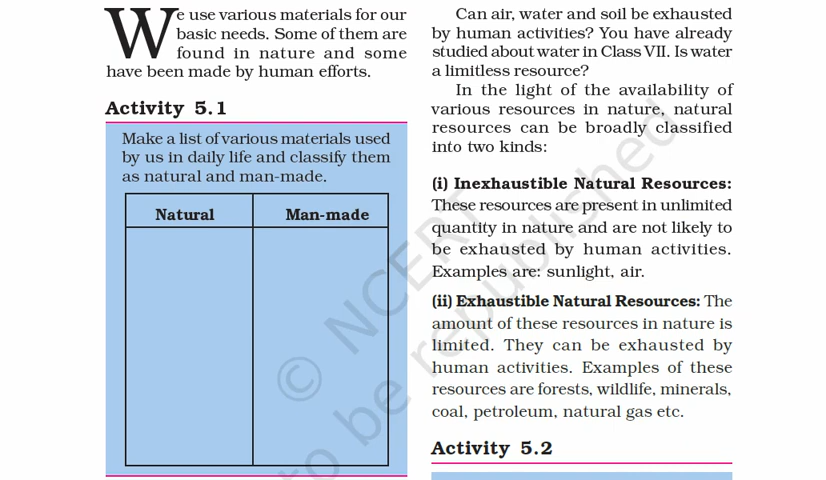 We use various materials for our
basic needs. Some of them are
found in nature and some
have been made by human efforts.
Activity 5.1
Make a list of various materials used
by us in daily life and classify them
as natural and man-made.
Natural Man-made
Can air, water and soil be exhausted
by human activities? You have already
studied about water in Class VII. Is water
a limitless resource?
In the light of the availability of
various resources in nature, natural
resources can be broadly classified
into two kinds:
(i) Inexhaustible Natural Resources:
These resources are present in unlimited
quantity in nature and are not likely to
be exhausted by human activities.
Examples are: sunlight, air.
(ii) Exhaustible Natural Resources: The
amount of these resources in nature is
limited. They can be exhausted by
human activities. Examples of these
resources are forests, wildlife, minerals,
coal, petroleum, natural gas etc.
Activity 5.2
© NCERT
to be republished